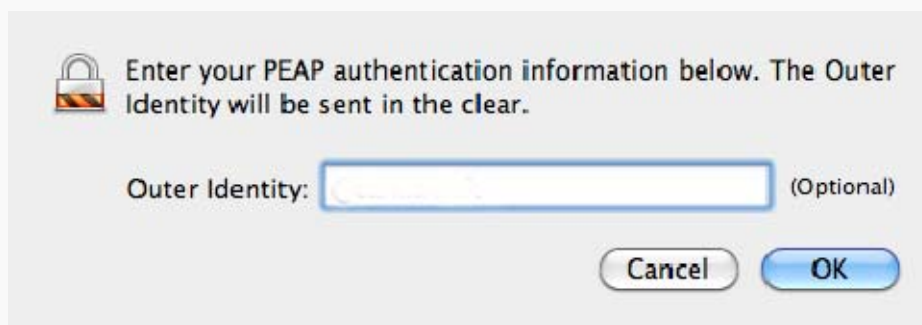 Enter your PEAP authentication information below. The Outer
Identity will be sent in the clear.
Outer Identity: (Optional)
Cancel OK